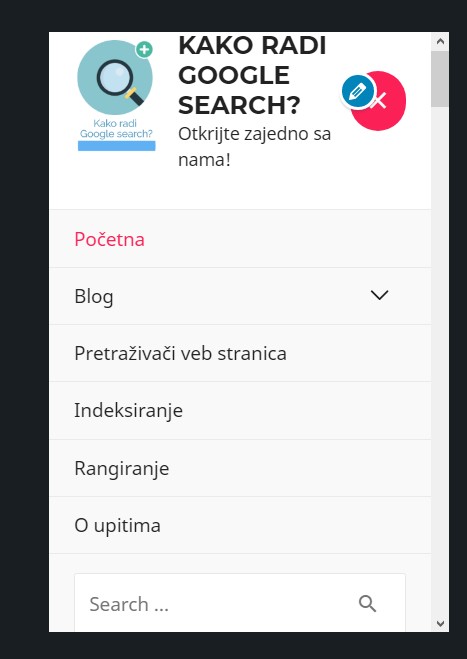 KAKO RADI
GOOGLE
SEARCH?
Otkrijte zajedno sa
nama!
Kako radi
Google search?
Početna
Blog
Pretraživači veb stranica
Indeksiranje
Rangiranje
O upitima
Search ...